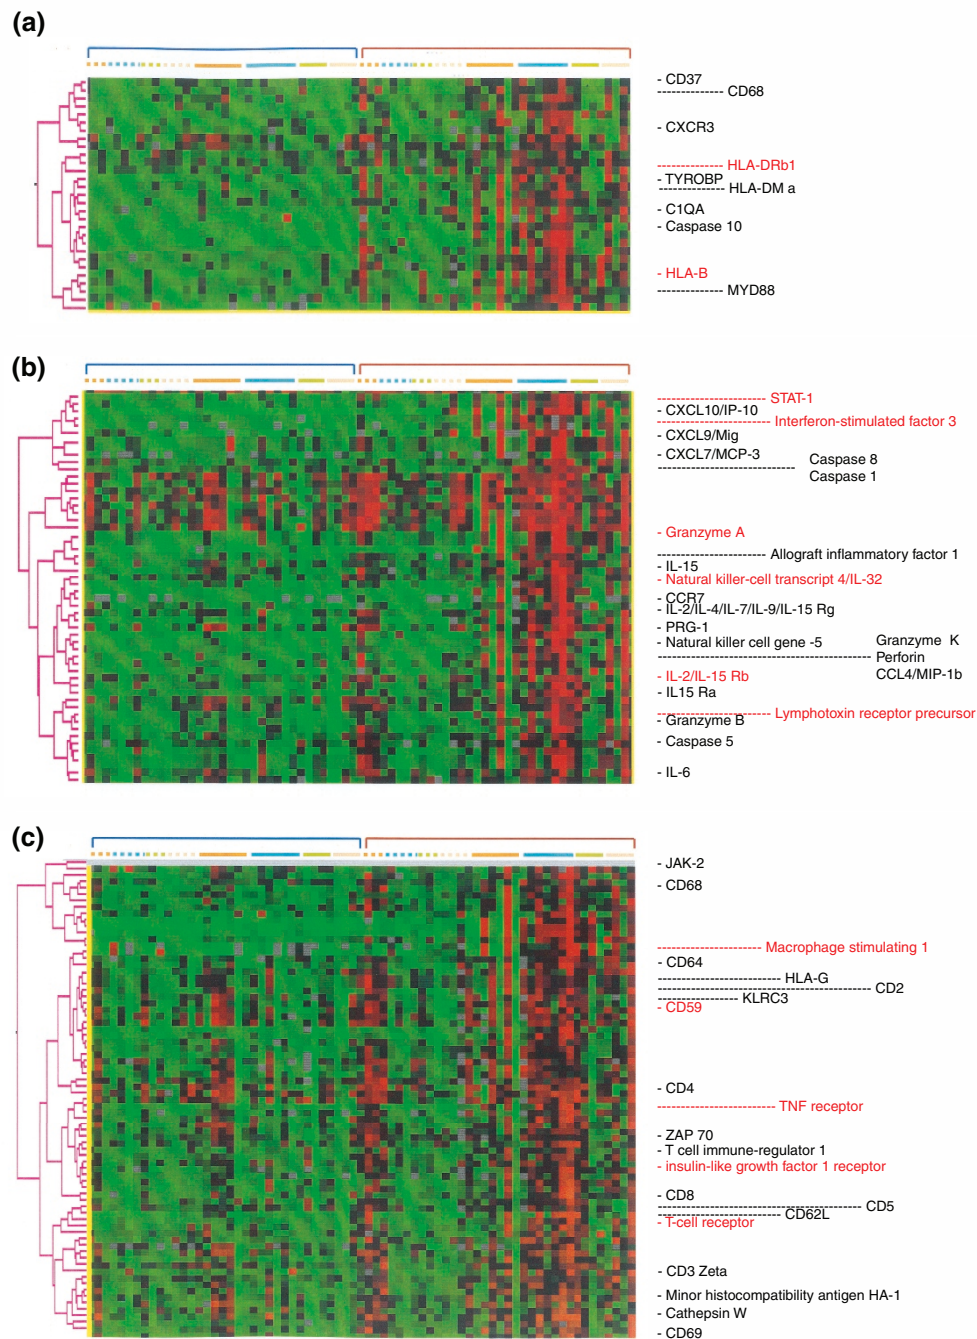 (a)
- CD37
-------------- CD68
- CXCR3
-------------- HLA-DRb1
- TYROBP
-------------- HLA-DM a
- C1QA
- Caspase 10
- HLA-B
-------------- MYD88
(b)
---------------------- STAT-1
- CXCL10/IP-10
----------------------- Interferon-stimulated factor 3
- CXCL9/Mig
- CXCL7/MCP-3
---------------------------- Caspase 8
Caspase 1
- Granzyme A
---------------------- Allograft inflammatory factor 1
- IL-15
- Natural killer-cell transcript 4/IL-32
- CCR7
- IL-2/IL-4/IL-7/IL-9/IL-15 Rg
- PRG-1
- Natural killer cell gene -5
Granzyme K
------------------------------------------- Perforin
CCL4/MIP-1b
- IL-2/IL-15 Rb
- IL15 Ra
----------------------- Lymphotoxin receptor precursor
- Granzyme B
- Caspase 5
- IL-6
(c)
- JAK-2
- CD68
--------------------- Macrophage stimulating 1
- CD64
------------------------- HLA-G
------------------------------------------- CD2
---------------- KLRC3
- CD59
- CD4
------------------------ TNF receptor
- ZAP 70
- T cell immune-regulator 1
- insulin-like growth factor 1 receptor
- CD8
----------------------------------------- CD5
------------------------- CD62L
- T-cell receptor
- CD3 Zeta
- Minor histocompatibility antigen HA-1
- Cathepsin W
- CD69